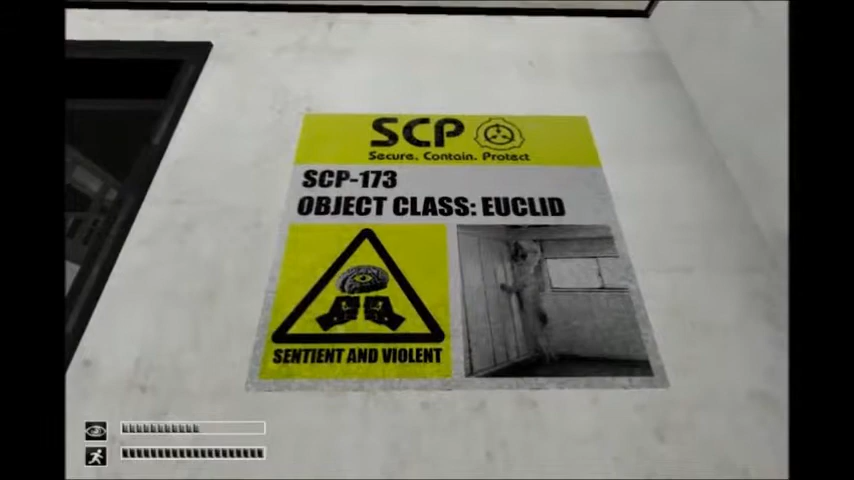 SCP
Secure. Contain. Protect.
SCP-173
OBJECT CLASS: EUCLID
SENTIENT AND VIOLENT